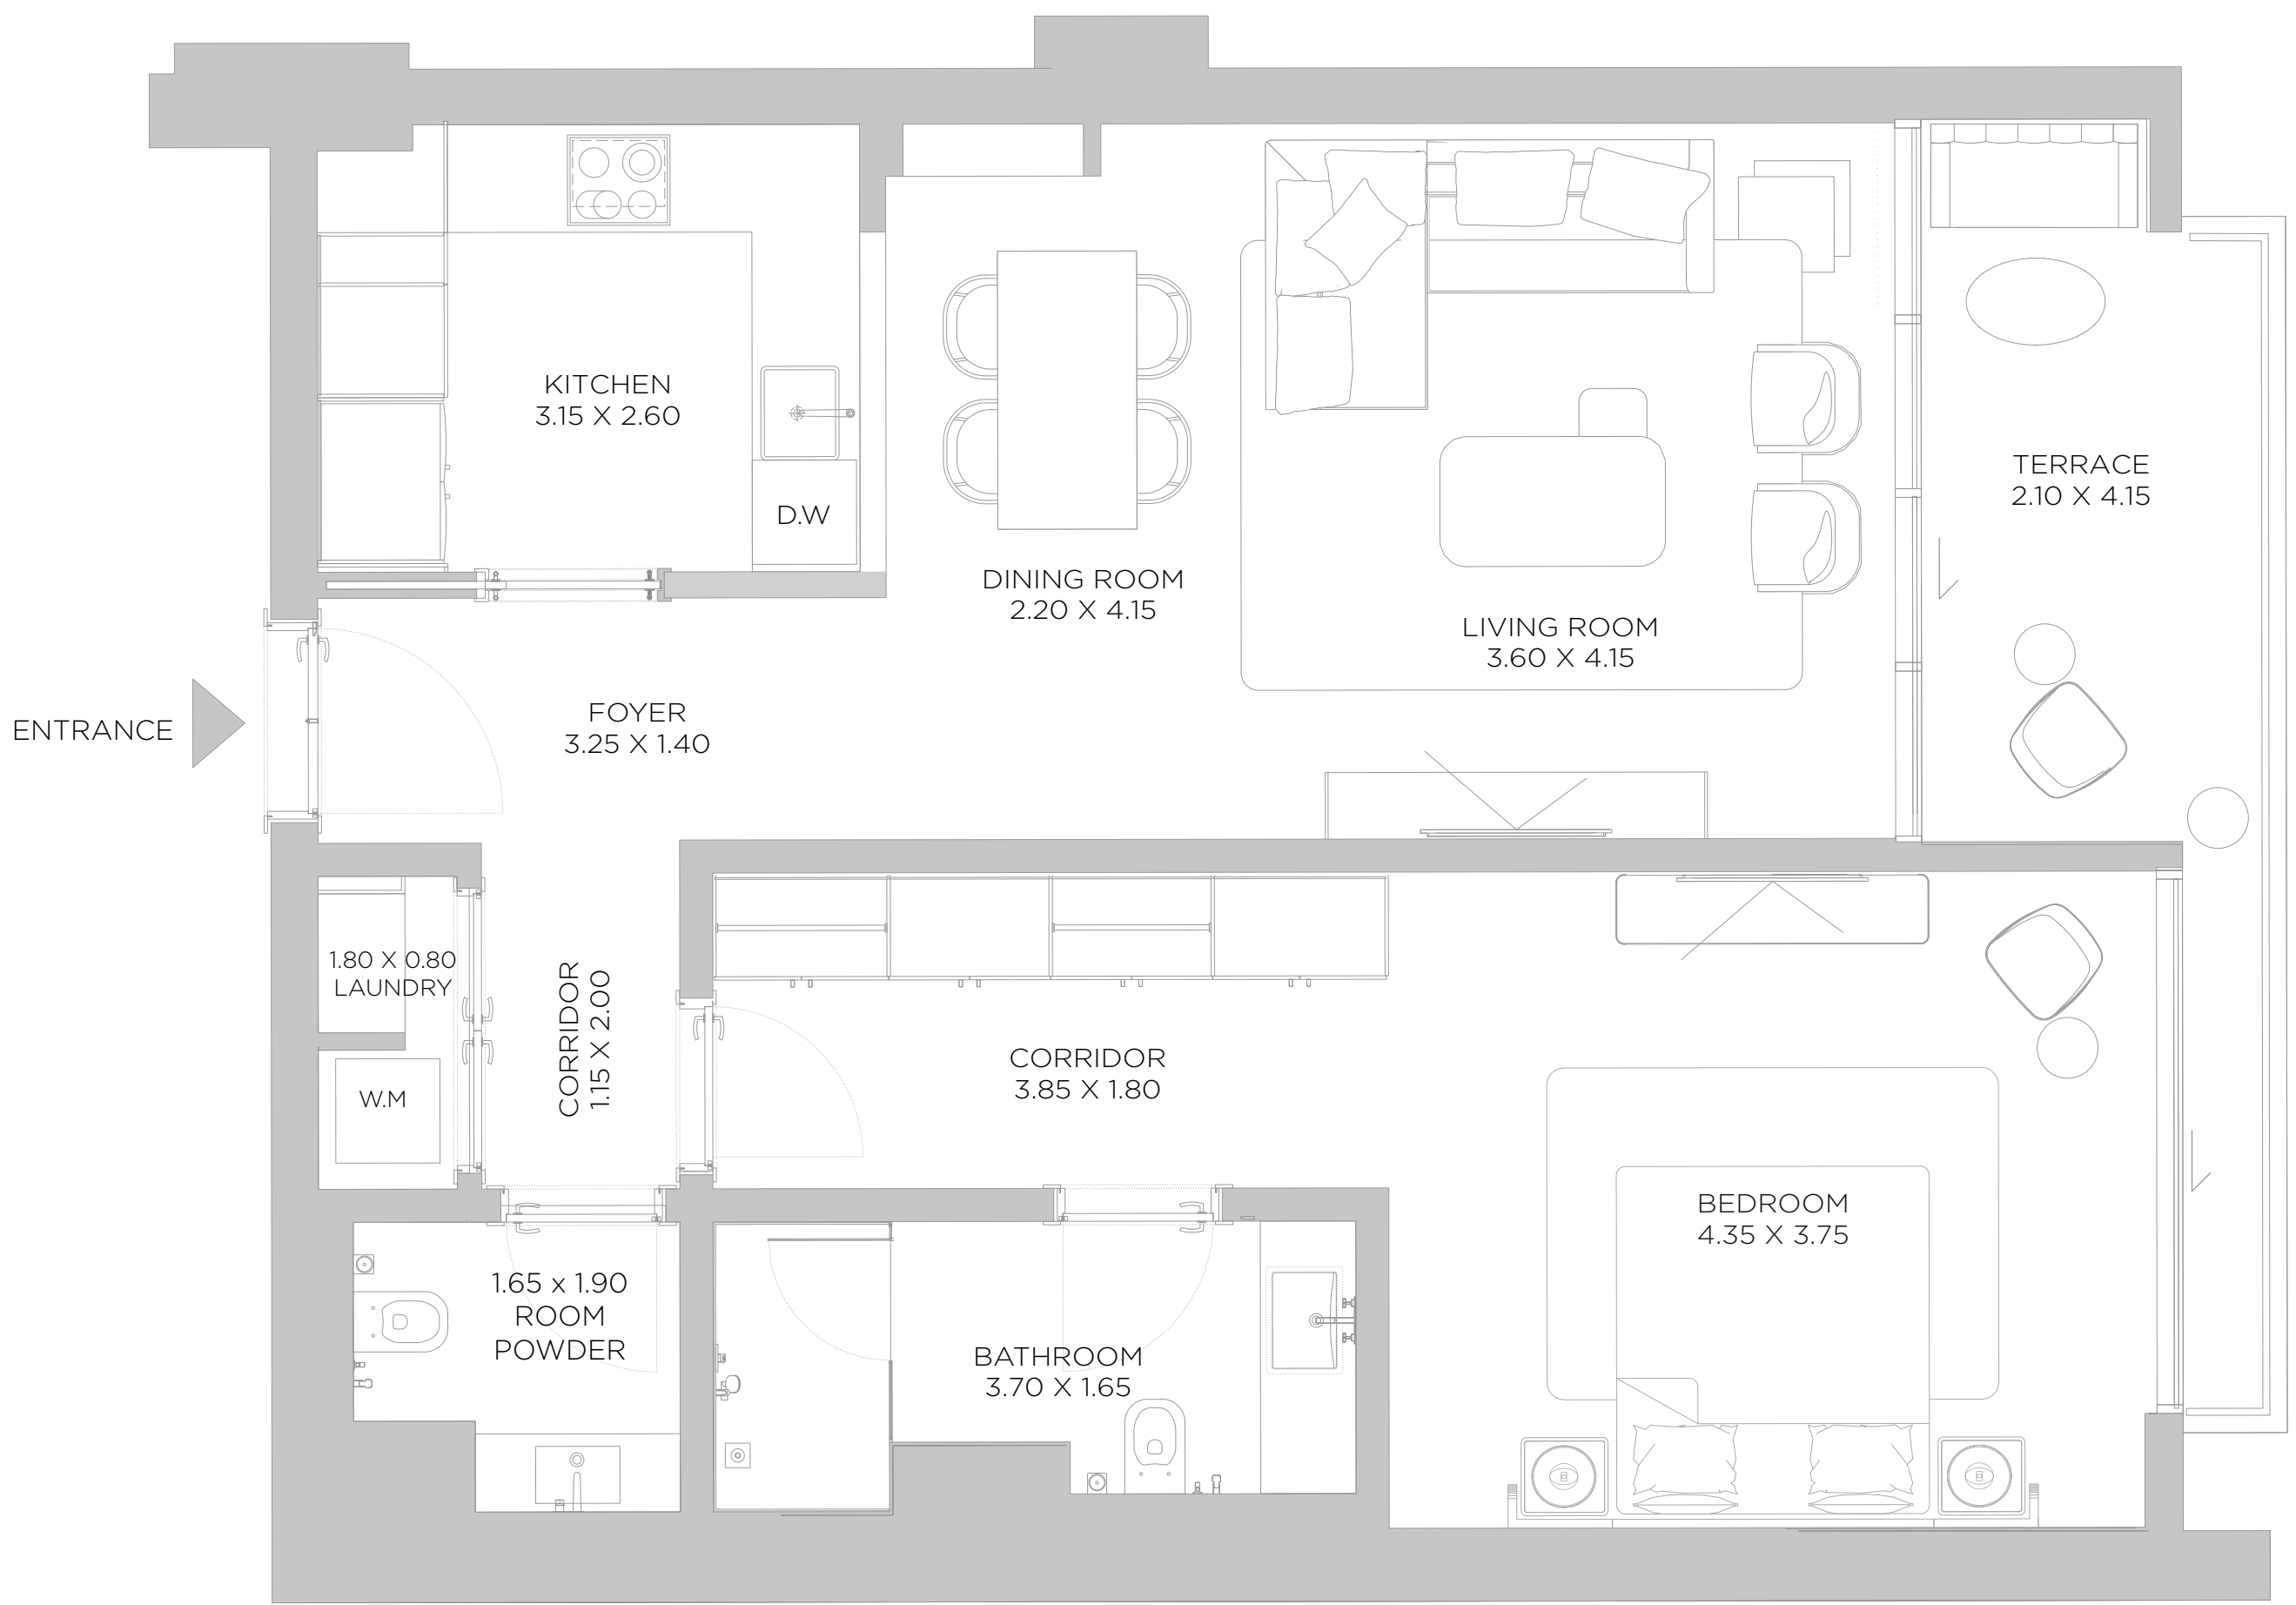 KITCHEN
3.15 X 2.60
D.W
DINING ROOM
2.20 X 4.15
LIVING ROOM
3.60 X 4.15
TERRACE
2.10 X 4.15
ENTRANCE
FOYER
3.25 X 1.40
1.80 X 0.80
LAUNDRY
W.M
CORRIDOR
1.15 X 2.00
CORRIDOR
3.85 X 1.80
BEDROOM
4.35 X 3.75
1.65 x 1.90
ROOM
POWDER
BATHROOM
3.70 X 1.65